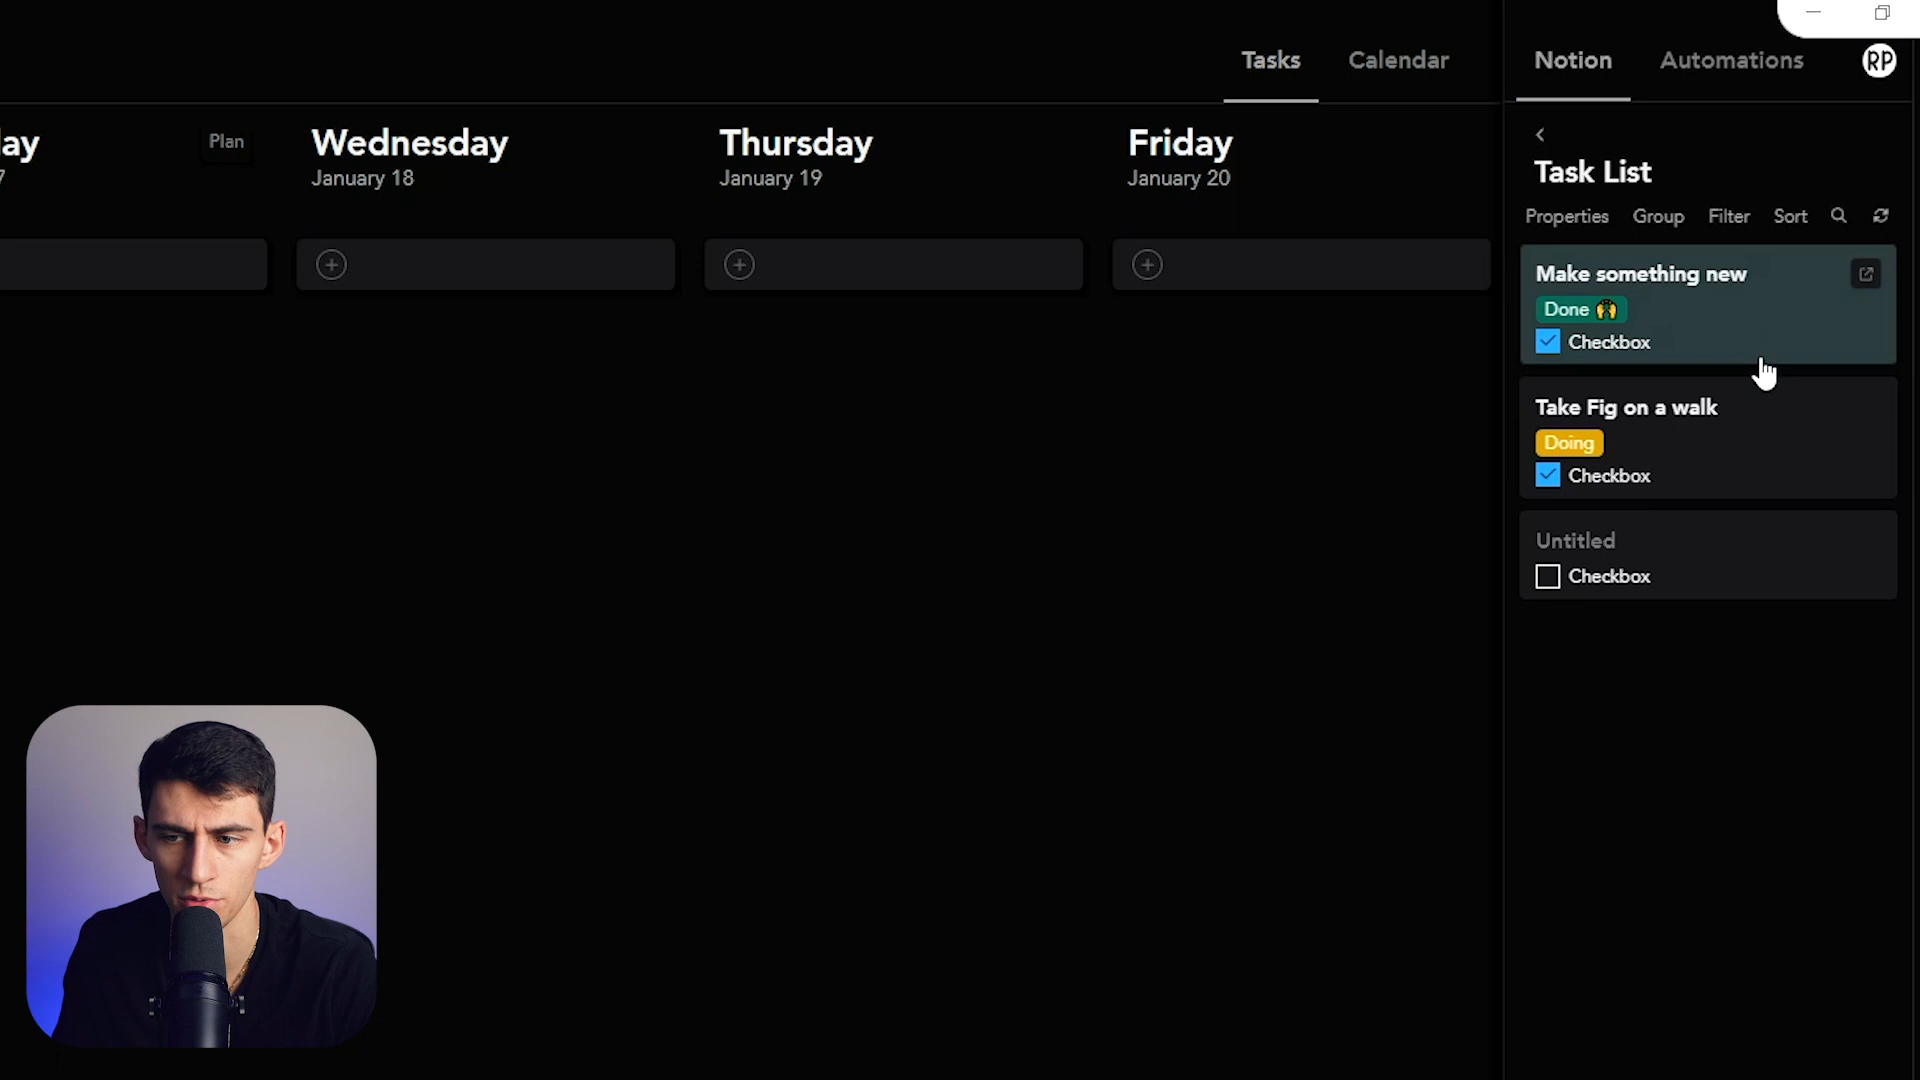 Tasks
Calendar
Notion
Automations
RP
ay
7
Plan
Wednesday
January 18
Thursday
January 19
Friday
January 20
Task List
Properties
Group
Filter
Sort
Make something new
Done 🙌
Checkbox
Take Fig on a walk
Doing
Checkbox
Untitled
Checkbox